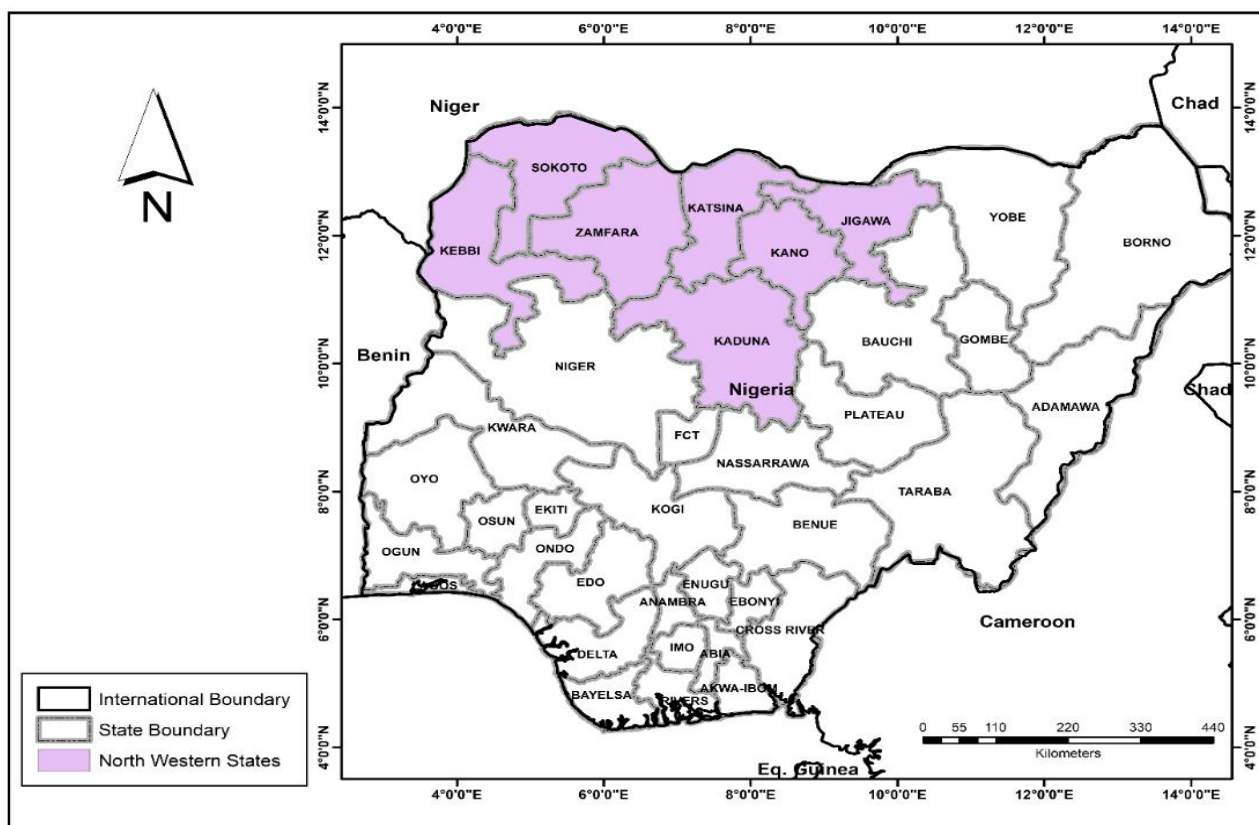 4°0'0"E 6°0'0"E 8°0'0"E 10°0'0"E 12°0'0"E 14°0'0"E
14°0'0"N 14°0'0"N
Niger
Chad
SOKOTO
KATSINA
ZAMFARA
JIGAWA
YOBE
12°0'0"N 12°0'0"N
KEBBI
KANO
BORNO
N
KADUNA
BAUCHI
GOMBE
Benin
NIGER
10°0'0"N 10°0'0"N
Nigeria
Chad
ADAMAWA
PLATEAU
KWARA
FCT
NASSARRAWA
OYO
TARABA
8°0'0"N 8°0'0"N
OSUN
EKITI
KOGI
BENUE
OGUN
ONDO
EDO
ENUGU
ANAMBRA
EBONYI
6°0'0"N 6°0'0"N
CROSS RIVER
Cameroon
DELTA
IMO
ABIA
BAYELSA
RIVERS
AKWA-IBOM
International Boundary
State Boundary
North Western States
0 55 110 220 330 440
Kilometers
4°0'0"N 4°0'0"N
Eq. Guinea
4°0'0"E 6°0'0"E 8°0'0"E 10°0'0"E 12°0'0"E 14°0'0"E